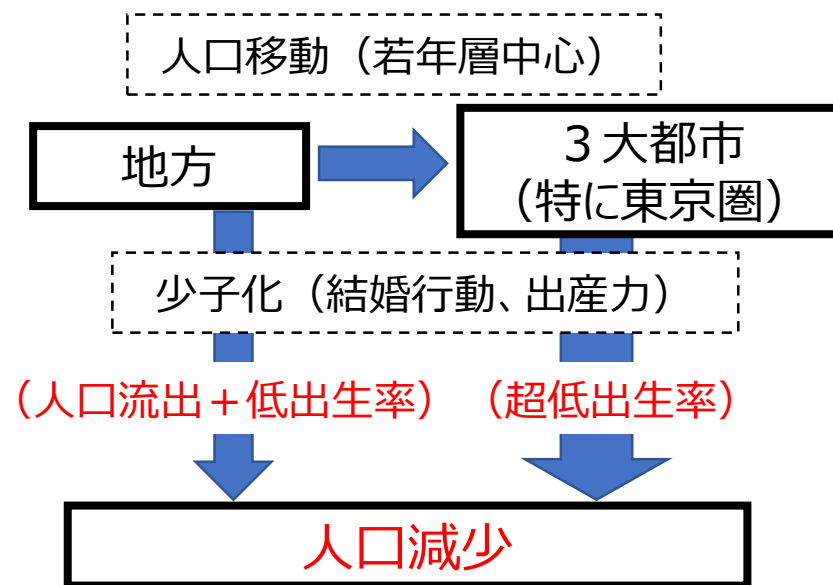 人口移動（若年層中心）
地方
３大都市
（特に東京圏）
少子化（結婚行動、出産力）
（人口流出＋低出生率）
（超低出生率）
人口減少